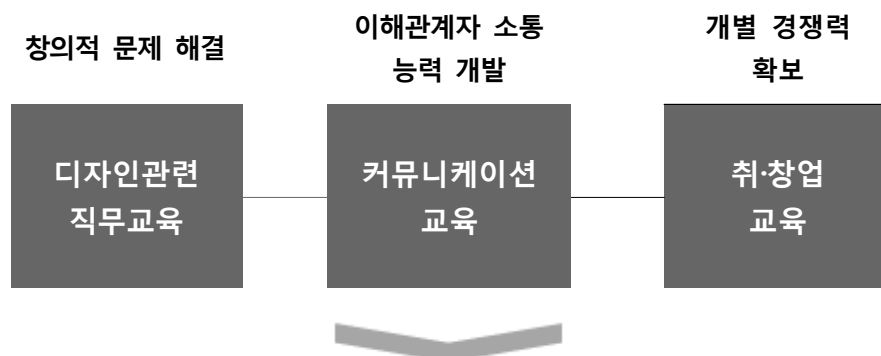 창의적 문제 해결
이해관계자 소통
능력 개발
개별 경쟁력
확보
디자인관련
직무교육
커뮤니케이션
교육
취·창업
교육